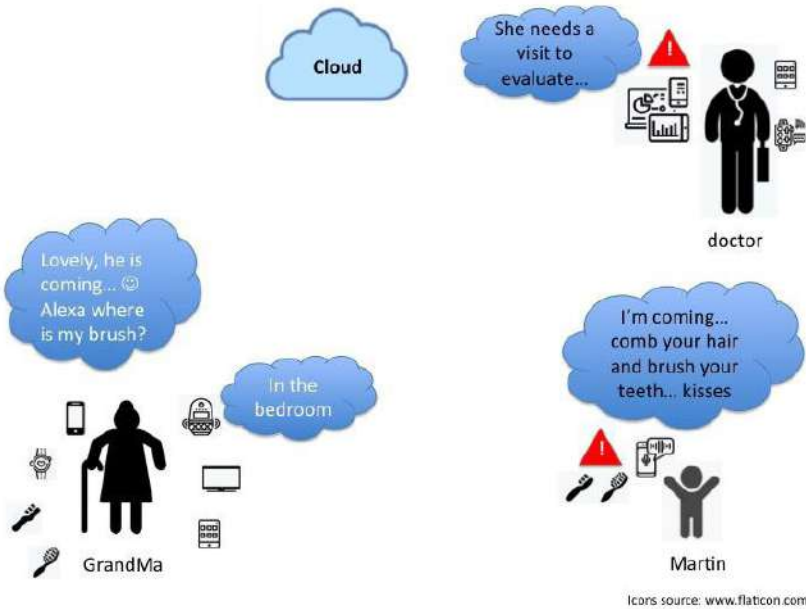 Cloud
She needs a
visit to
evaluate...
doctor
Lovely, he is
coming... ☺
Alexa where
is my brush?
In the
bedroom
GrandMa
I'm coming...
comb your hair
and brush your
teeth... kisses
Martin
Icons source: www.flaticon.com